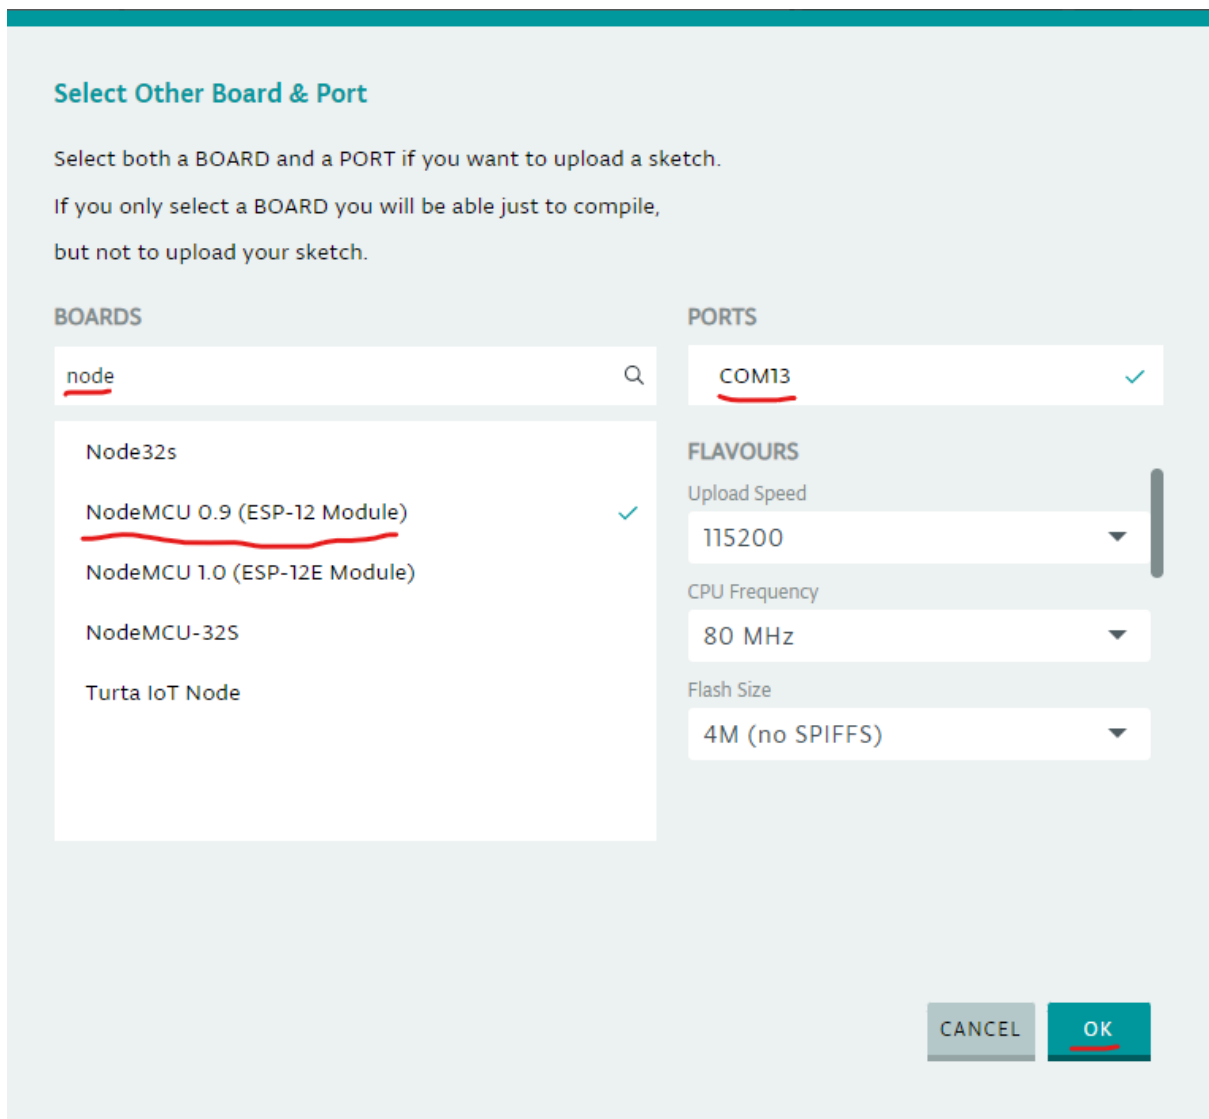 Select Other Board & Port
Select both a BOARD and a PORT if you want to upload a sketch.
If you only select a BOARD you will be able just to compile,
but not to upload your sketch.
BOARDS
node
Node32s
NodeMCU 0.9 (ESP-12 Module)
NodeMCU 1.0 (ESP-12E Module)
NodeMCU-32S
Turta IoT Node
PORTS
COM13
FLAVOURS
Upload Speed
115200
CPU Frequency
80 MHz
Flash Size
4M (no SPIFFS)
CANCEL
OK